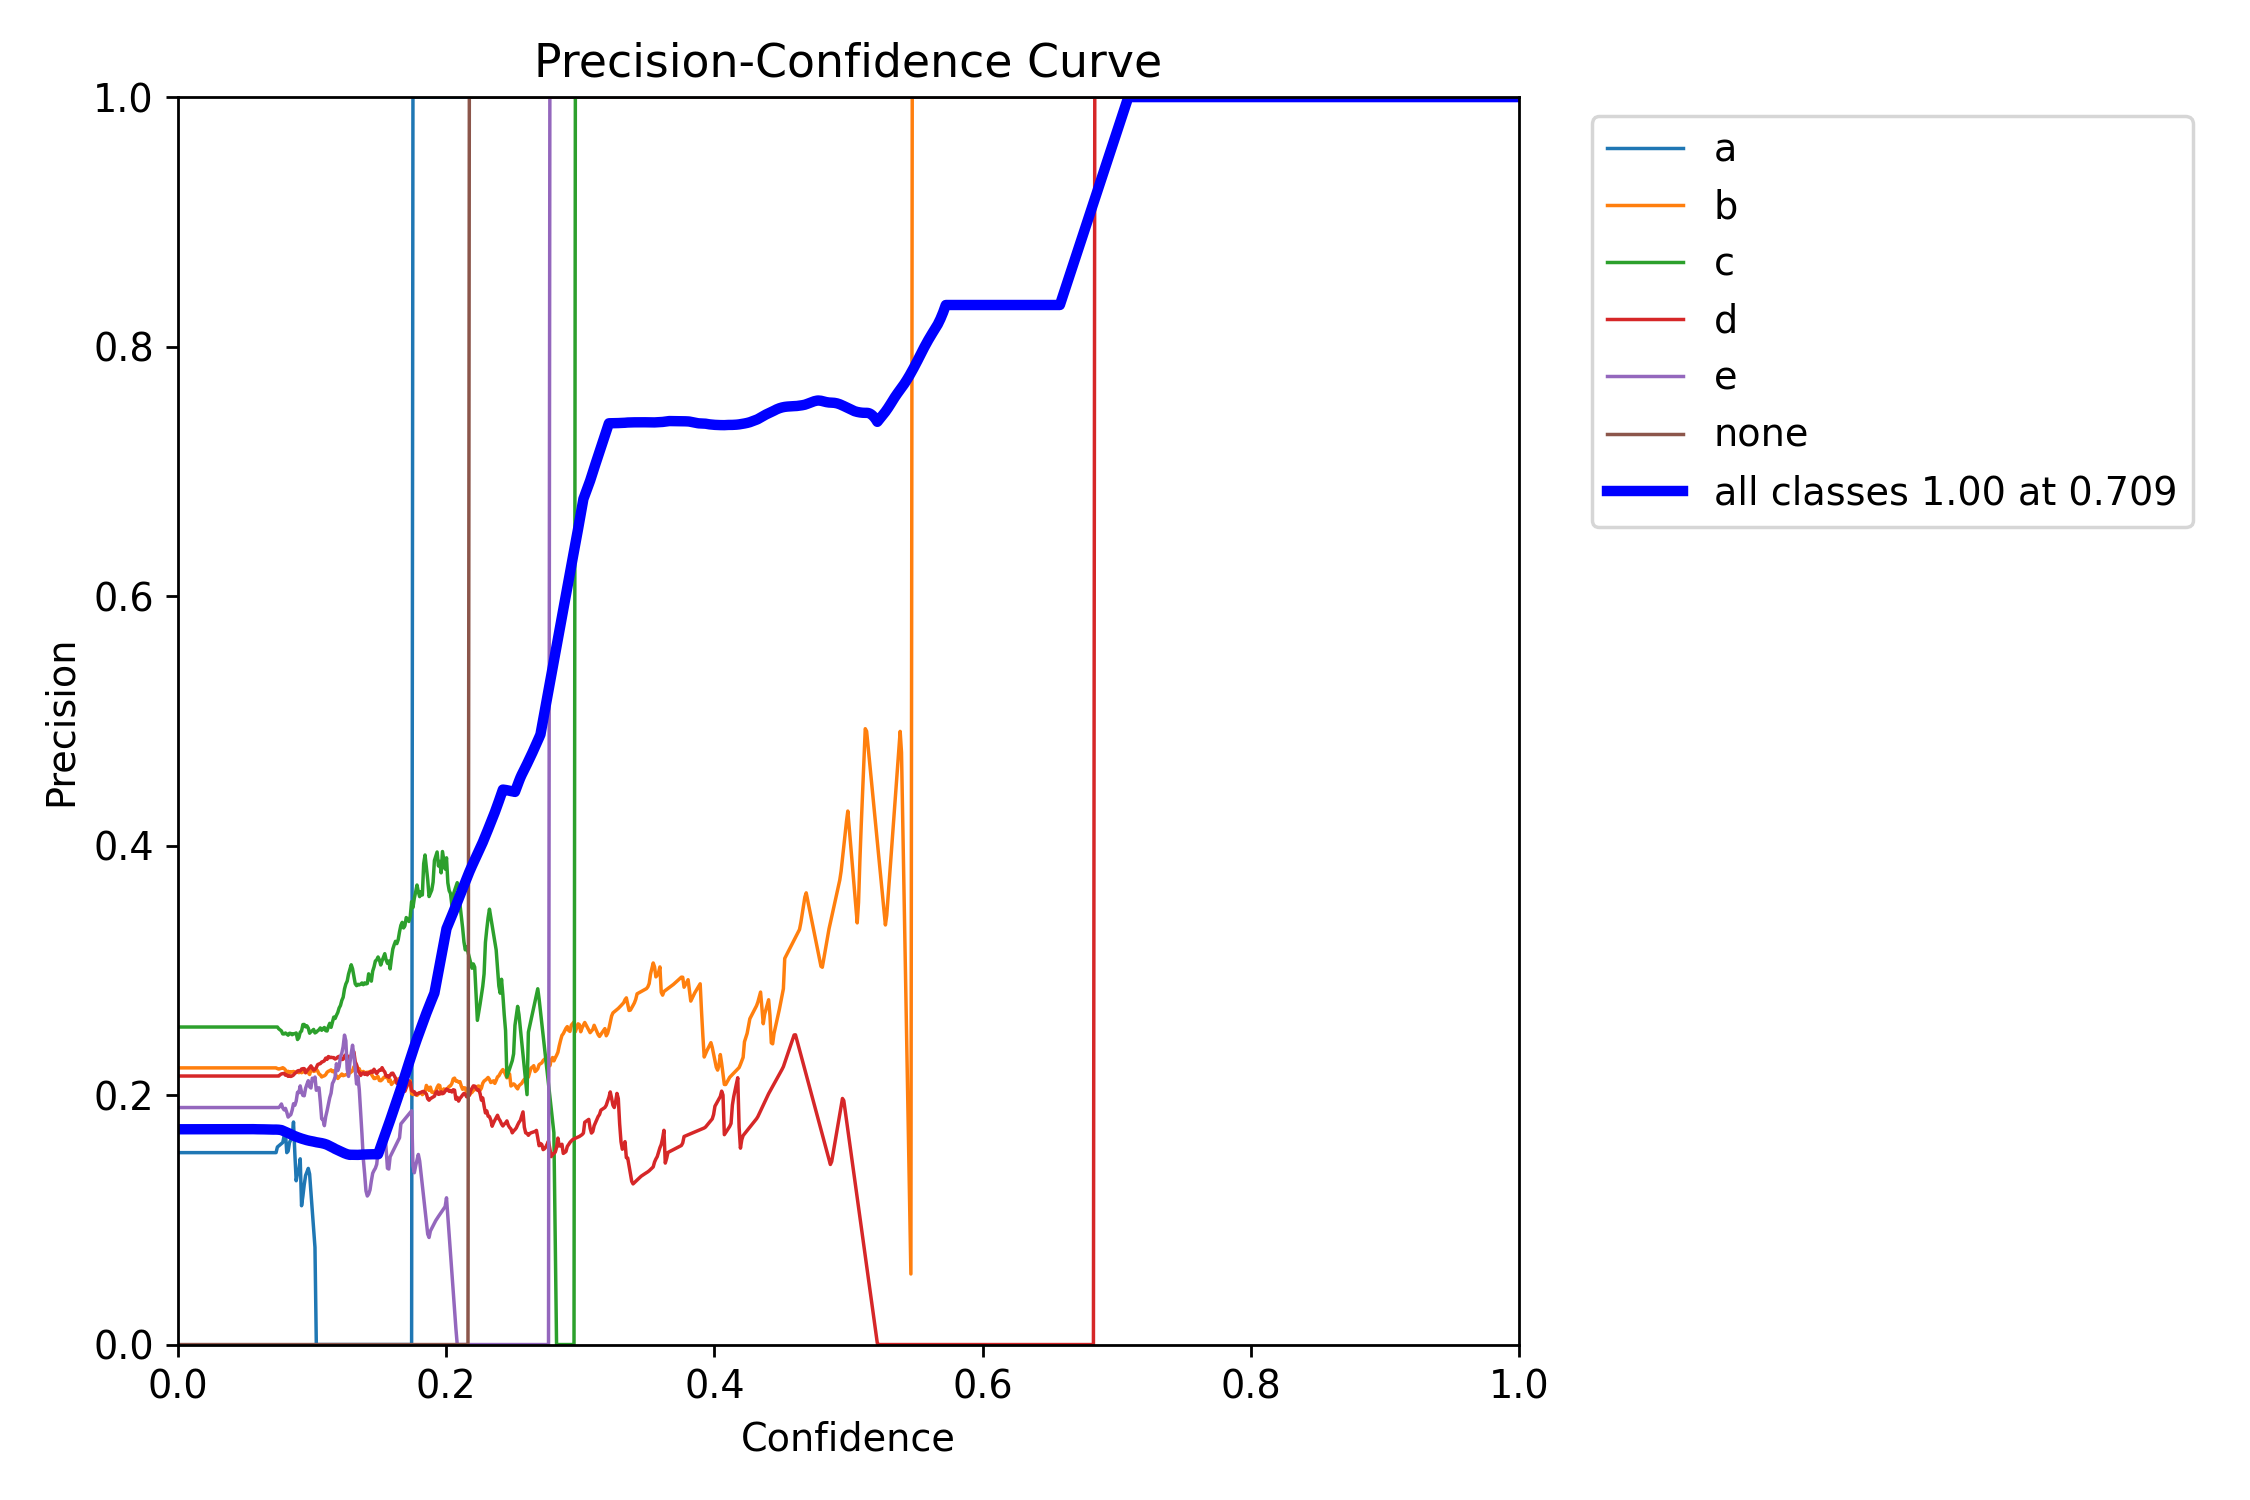 Precision-Confidence Curve
1.0
0.8
0.6
0.4
0.2
0.0
Precision
0.0 0.2 0.4 0.6 0.8 1.0
Confidence
a
b
c
d
e
none
all classes 1.00 at 0.709